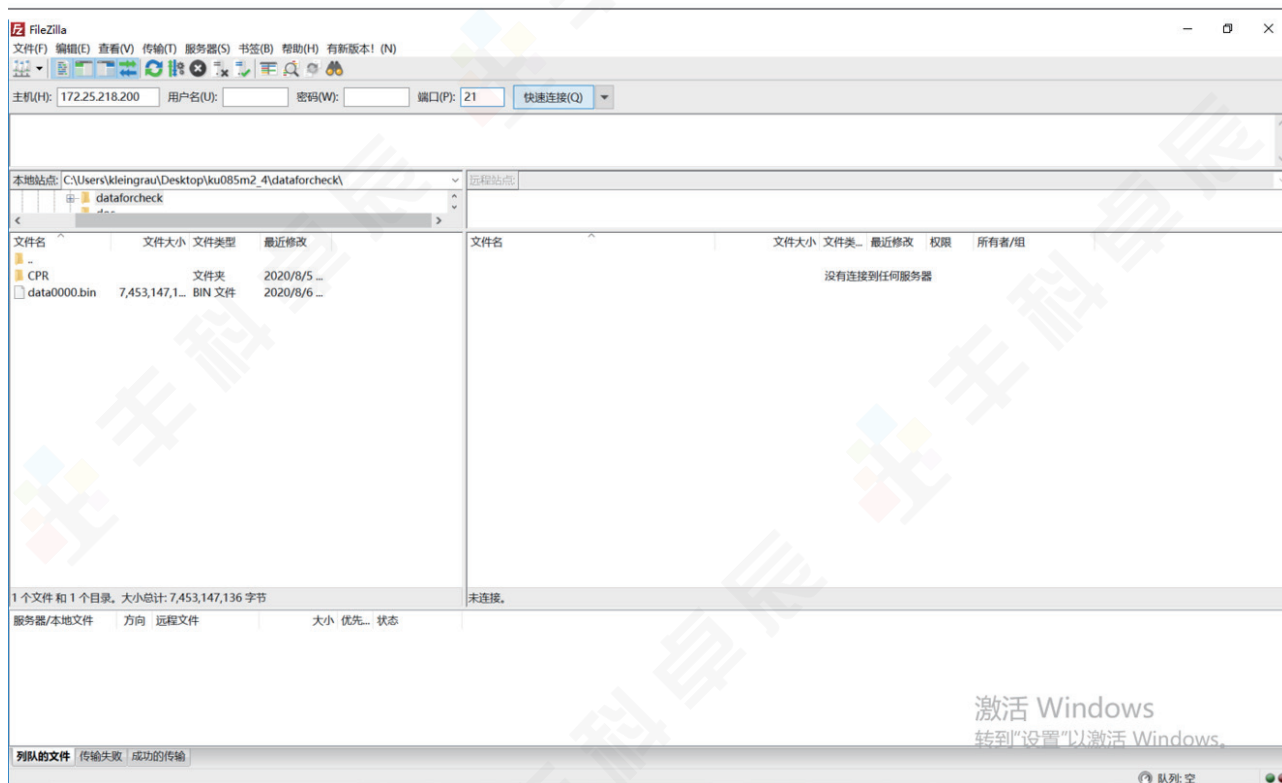 FileZilla
文件(F) 编辑(E) 查看(V) 传输(T) 服务器(S) 书签(B) 帮助(H) 有新版本! (N)
主机(H): 172.25.218.200 用户名(U): 密码(W): 端口(P): 21 快速连接(Q)
本地站点: C:\Users\kleingrau\Desktop\ku085m2_4\dataforcheck\ 远程站点:
dataforcheck
文件名 文件大小 文件类型 最近修改 文件名 文件大小 文件类... 最近修改 权限 所有者/组
..
CPR 文件夹 2020/8/5 ... 没有连接到任何服务器
data0000.bin 7,453,147,1... BIN 文件 2020/8/6 ...
1 个文件 和 1 个目录。大小总计: 7,453,147,136 字节 未连接。
服务器/本地文件 方向 远程文件 大小 优先... 状态
激活 Windows
转到"设置"以激活 Windows。
列队的文件 传输失败 成功的传输
队列: 空
丰科卓辰